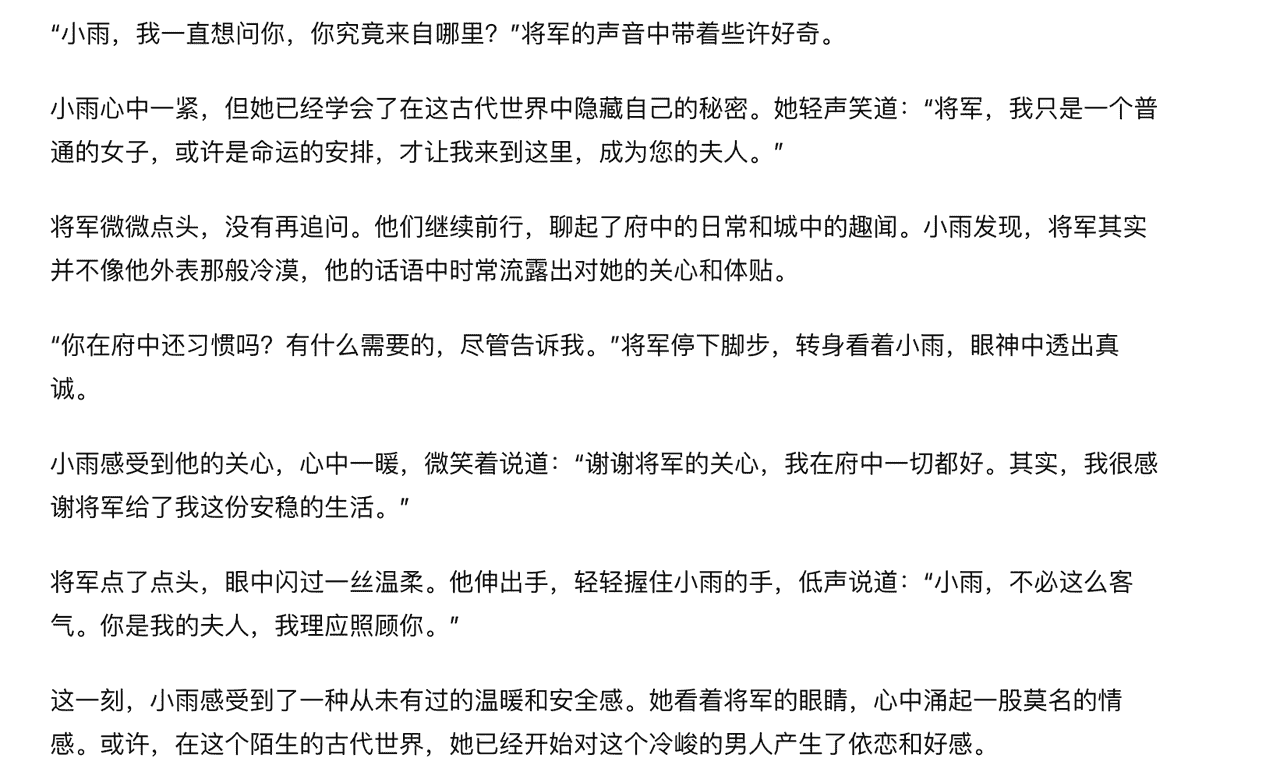 “小雨，我一直想问你，你究竟来自哪里？”将军的声音中带着些许好奇。
小雨心中一紧，但她已经学会了在这古代世界中隐藏自己的秘密。她轻声笑道：“将军，我只是一个普
通的女子，或许是命运的安排，才让我来到这里，成为您的夫人。”
将军微微点头，没有再追问。他们继续前行，聊起了府中的日常和城中的趣闻。小雨发现，将军其实
并不像他外表那般冷漠，他的话语中时常流露出对她的关心和体贴。
“你在府中还习惯吗？有什么需要的，尽管告诉我。”将军停下脚步，转身看着小雨，眼神中透出真
诚。
小雨感受到他的关心，心中一暖，微笑着说道：“谢谢将军的关心，我在府中一切都好。其实，我很感
谢将军给了我这份安稳的生活。”
将军点了点头，眼中闪过一丝温柔。他伸出手，轻轻握住小雨的手，低声说道：“小雨，不必这么客
气。你是我的夫人，我理应照顾你。”
这一刻，小雨感受到了一种从未有过的温暖和安全感。她看着将军的眼睛，心中涌起一股莫名的情
感。或许，在这个陌生的古代世界，她已经开始对这个冷峻的男人产生了依恋和好感。